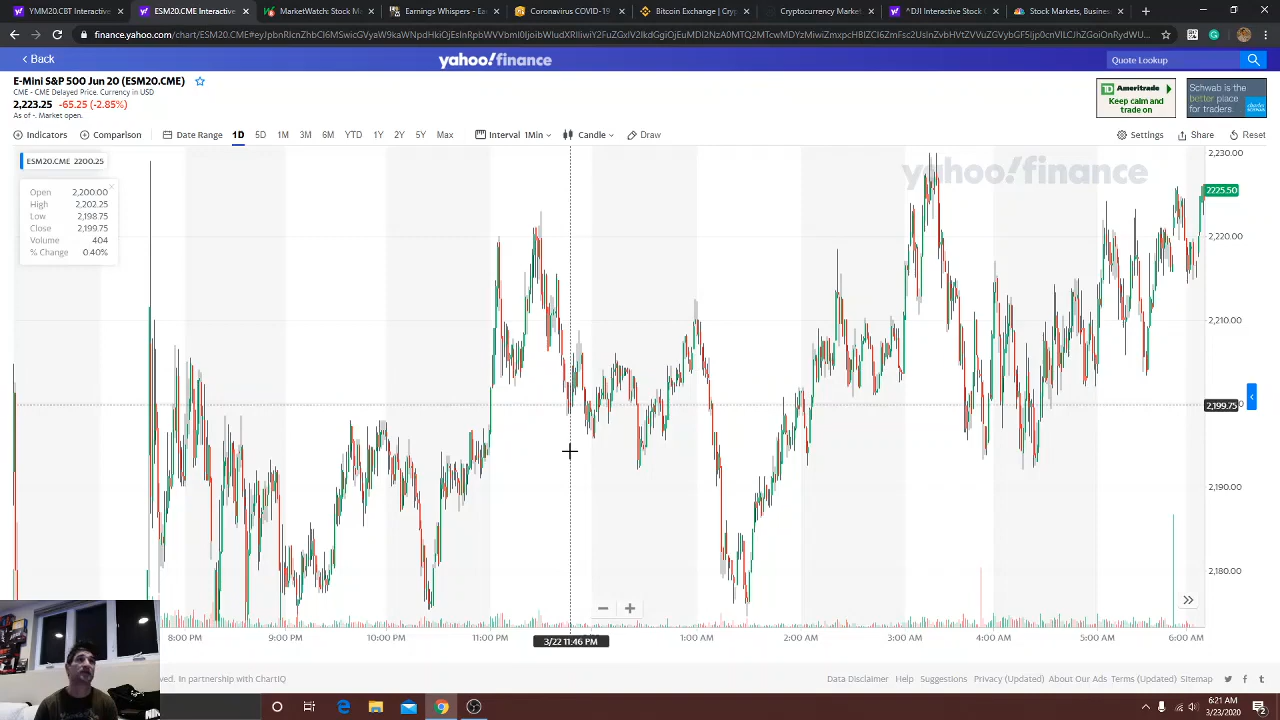 YM=M20.CBT Interactive
ESM20.CME Interactive
MarketWatch: Stock M
Earnings Whispers - Ea
Coronavirus COVID-19
Bitcoin Exchange | Cry
Cryptocurrency Market
^DJI Interactive Stock C
Stock Markets, Busines
Back
yahoo!finance
Quote Lookup
E-Mini S&P 500 Jun 20 (ESM20.CME)
CME - CME Delayed Price. Currency in USD
2,223.25 -65.25 (-2.85%)
As of -. Market open.
Ameritrade
Keep calm and
trade on
Schwab is the
better place
for traders.
Indicators Comparison Date Range 1D 5D 1M 3M 6M YTD 1Y 2Y 5Y Max Interval 1Min Candle Draw Settings Share Reset
ESM20.CME 2200.25
yahoo!finance
Open 2,200.00
High 2,202.25
Low 2,198.75
Close 2,199.75
Volume 404
% Change 0.40%
2,230.00
2225.50
2,220.00
2,210.00
2,199.75
2,190.00
2,180.00
8:00 PM 9:00 PM 10:00 PM 11:00 PM 3/22 11:46 PM 1:00 AM 2:00 AM 3:00 AM 4:00 AM 5:00 AM 6:00 AM
ved. In partnership with ChartIQ
Data Disclaimer Help Suggestions Privacy (Updated) About Our Ads Terms (Updated) Sitemap
6:21 AM
3/23/2020